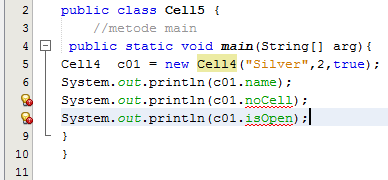 2 public class Cell5 {
3 //metode main
4 public static void main(String[] arg){
5 Cell4 c01 = new Cell4("Silver",2,true);
6 System.out.println(c01.name);
System.out.println(c01.noCell);
System.out.println(c01.isOpen);
9 }
10 }
11